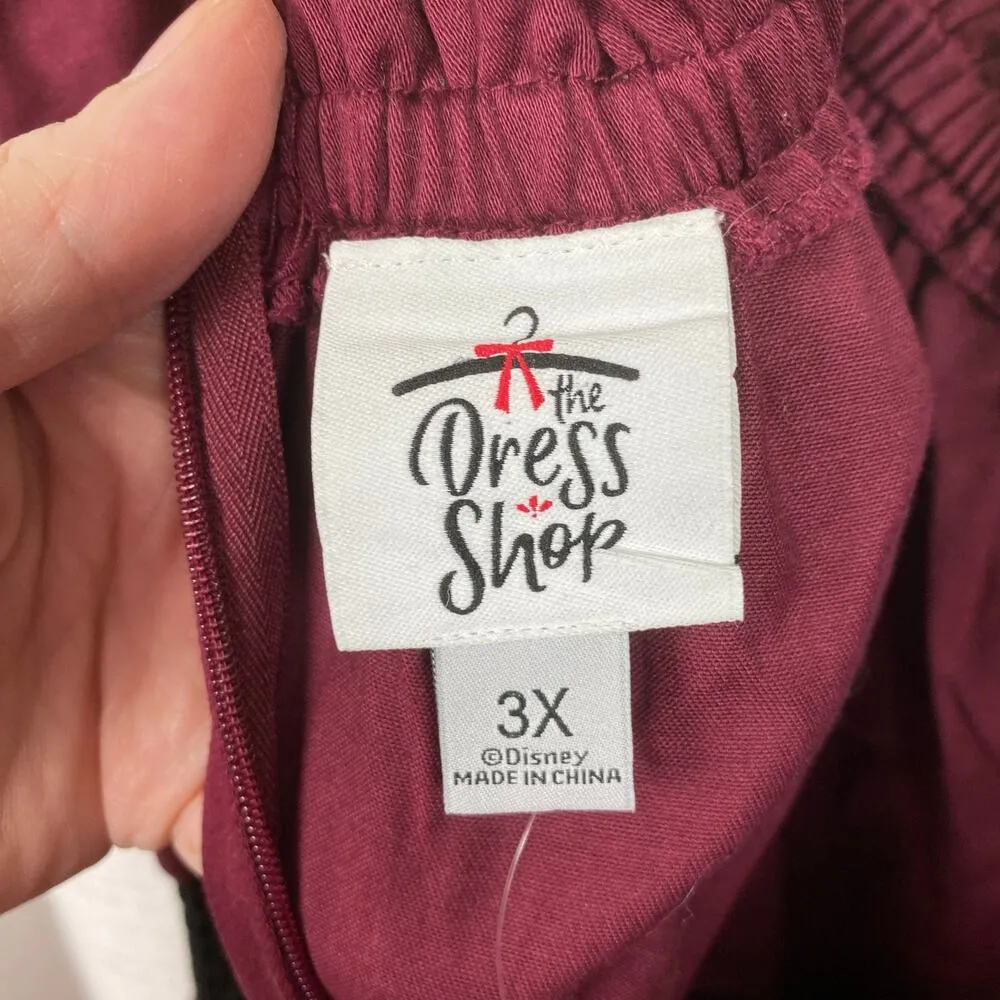 the
Dress
Shop
3X
©Disney
MADE IN CHINA